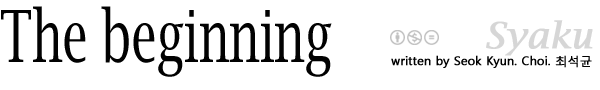 The beginning
Syaku
written by Seok Kyun. Choi. 최석균